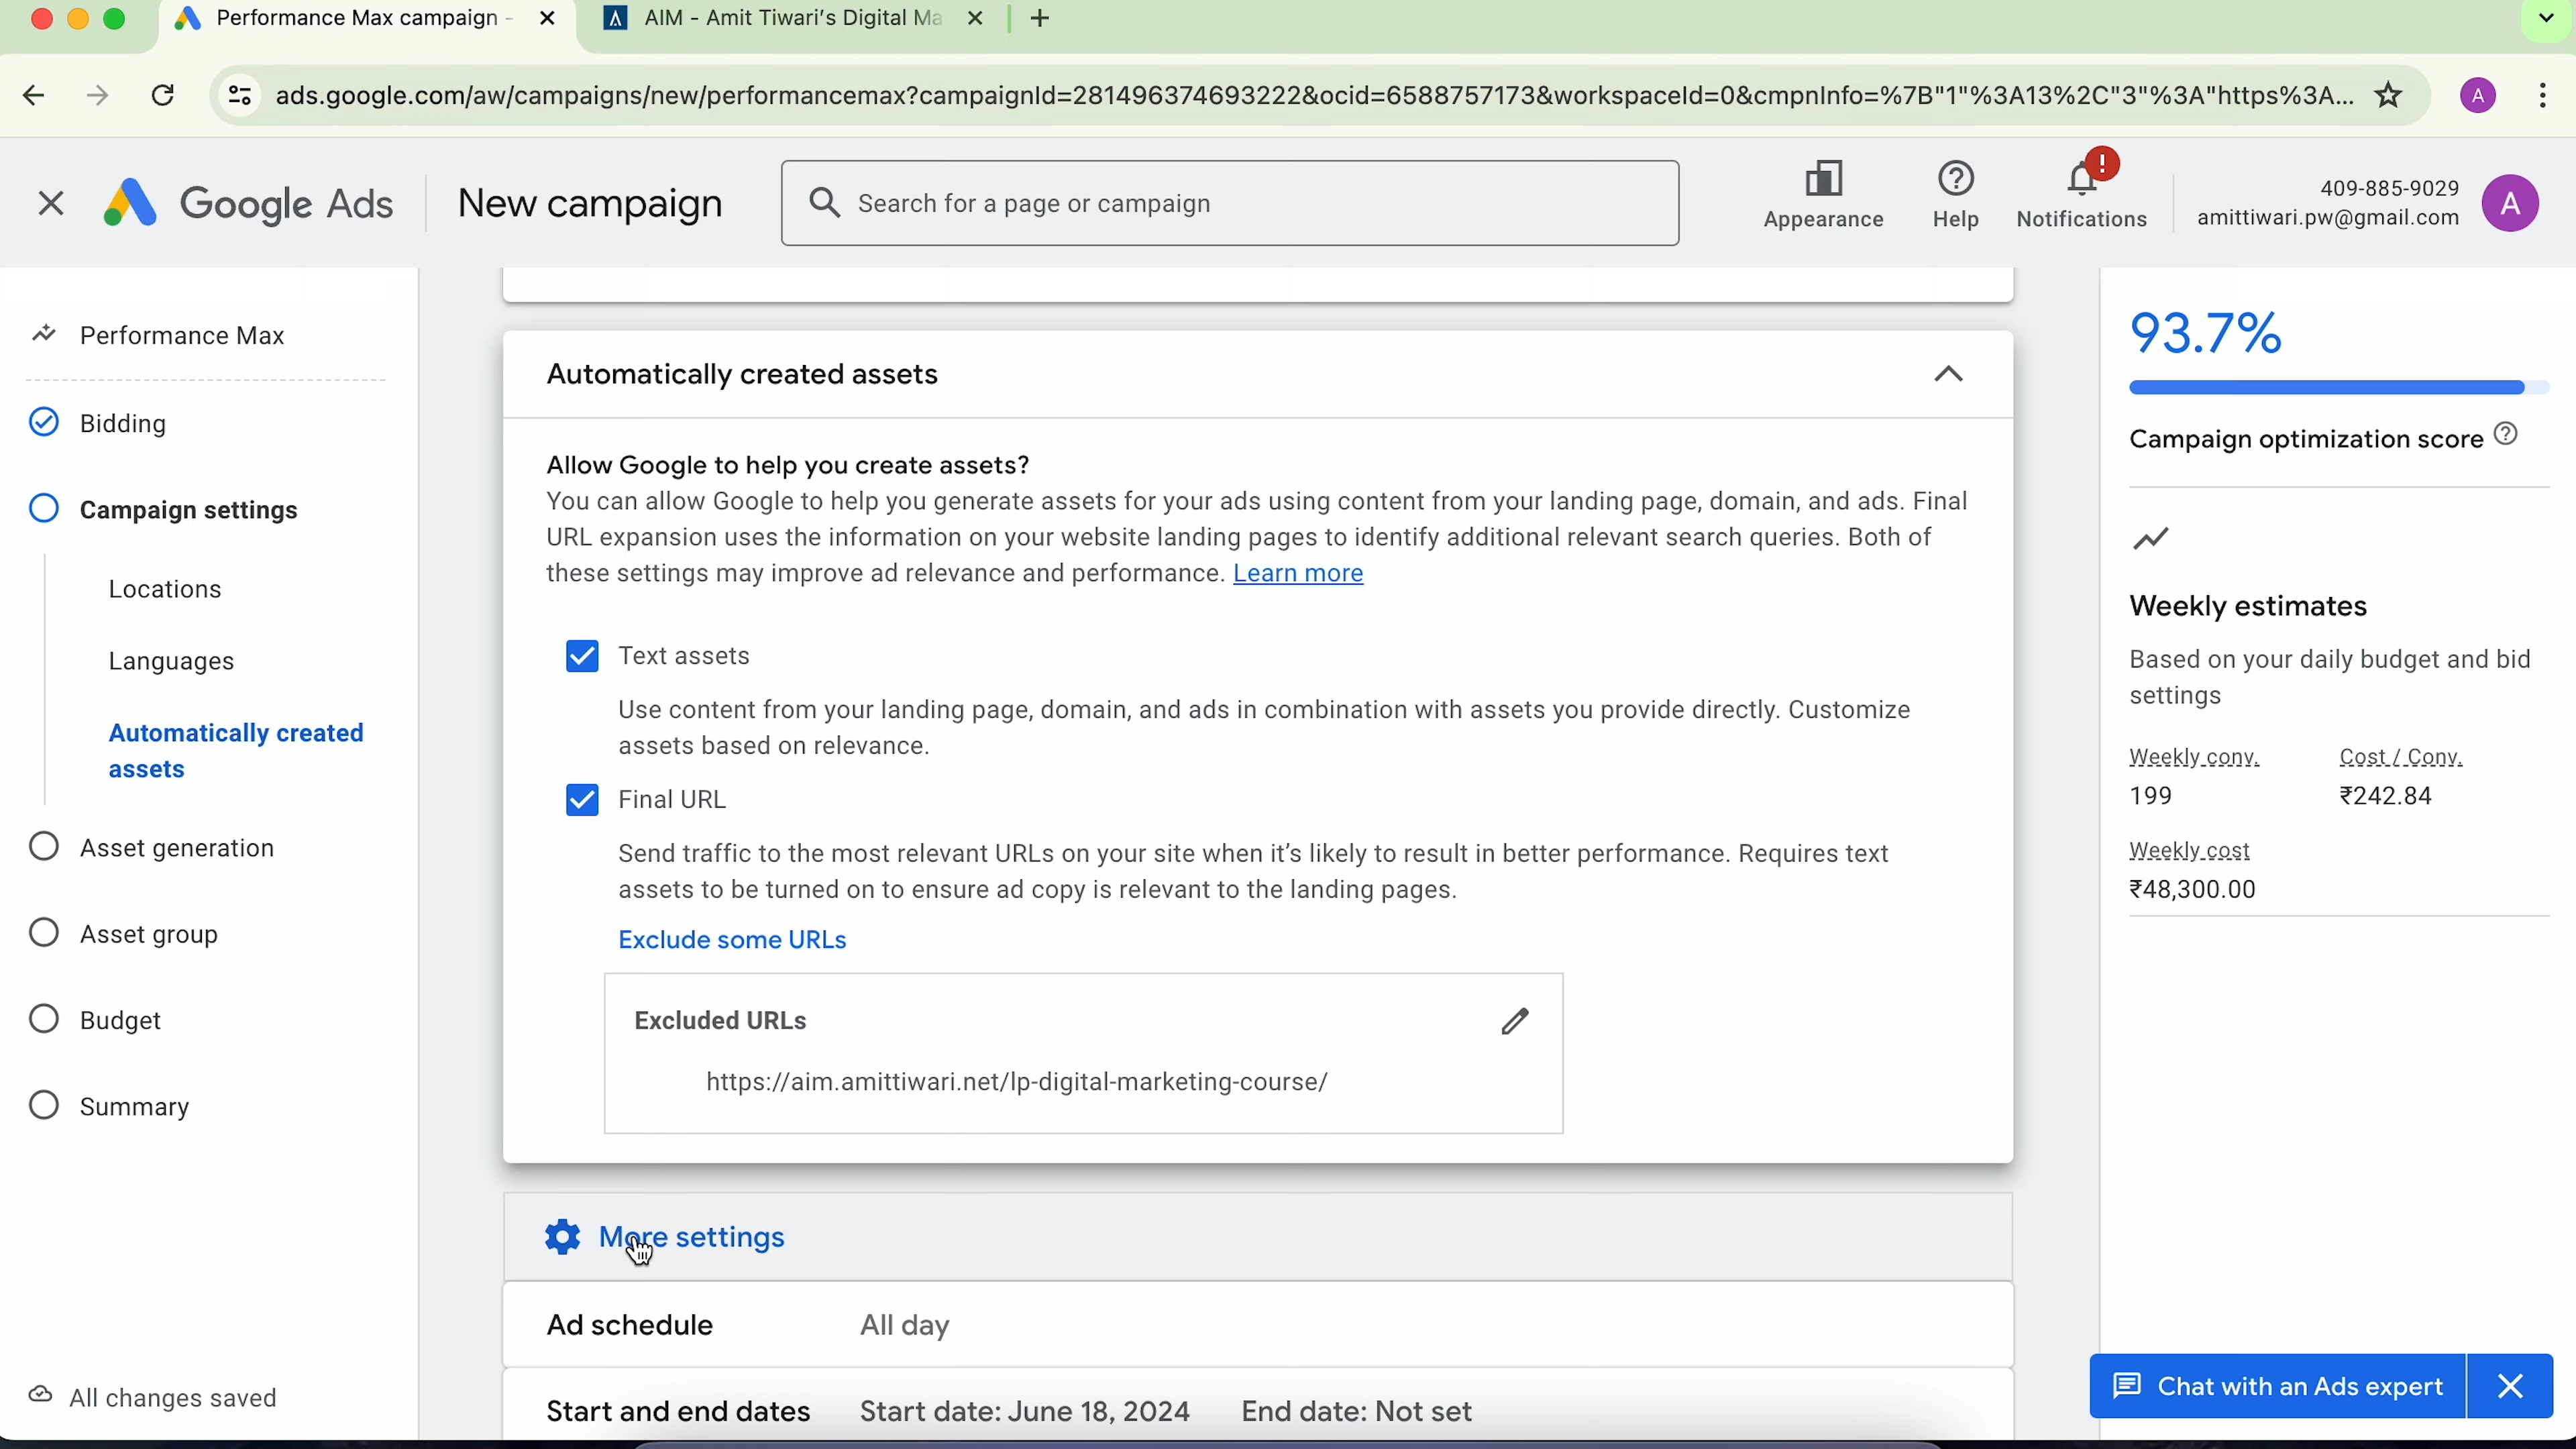 Performance Max campaign -
AIM - Amit Tiwari's Digital Ma
ads.google.com/aw/campaigns/new/performancemax?campaignId=281496374693222&ocid=6588757173&workspaceId=0&cmpnInfo=%7B"1"%3A13%2C"3"%3A"https%3A...
A
Google Ads
New campaign
Search for a page or campaign
Appearance
Help
Notifications
409-885-9029
amittiwari.pw@gmail.com
A
Performance Max
Bidding
Campaign settings
Locations
Languages
Automatically created
assets
Asset generation
Asset group
Budget
Summary
All changes saved
Automatically created assets
Allow Google to help you create assets?
You can allow Google to help you generate assets for your ads using content from your landing page, domain, and ads. Final
URL expansion uses the information on your website landing pages to identify additional relevant search queries. Both of
these settings may improve ad relevance and performance. Learn more
Text assets
Use content from your landing page, domain, and ads in combination with assets you provide directly. Customize
assets based on relevance.
Final URL
Send traffic to the most relevant URLs on your site when it's likely to result in better performance. Requires text
assets to be turned on to ensure ad copy is relevant to the landing pages.
Exclude some URLs
Excluded URLs
https://aim.amittiwari.net/lp-digital-marketing-course/
More settings
Ad schedule All day
Start and end dates Start date: June 18, 2024 End date: Not set
93.7%
Campaign optimization score
Weekly estimates
Based on your daily budget and bid
settings
Weekly conv. Cost / Conv.
199 ₹242.84
Weekly cost
₹48,300.00
Chat with an Ads expert